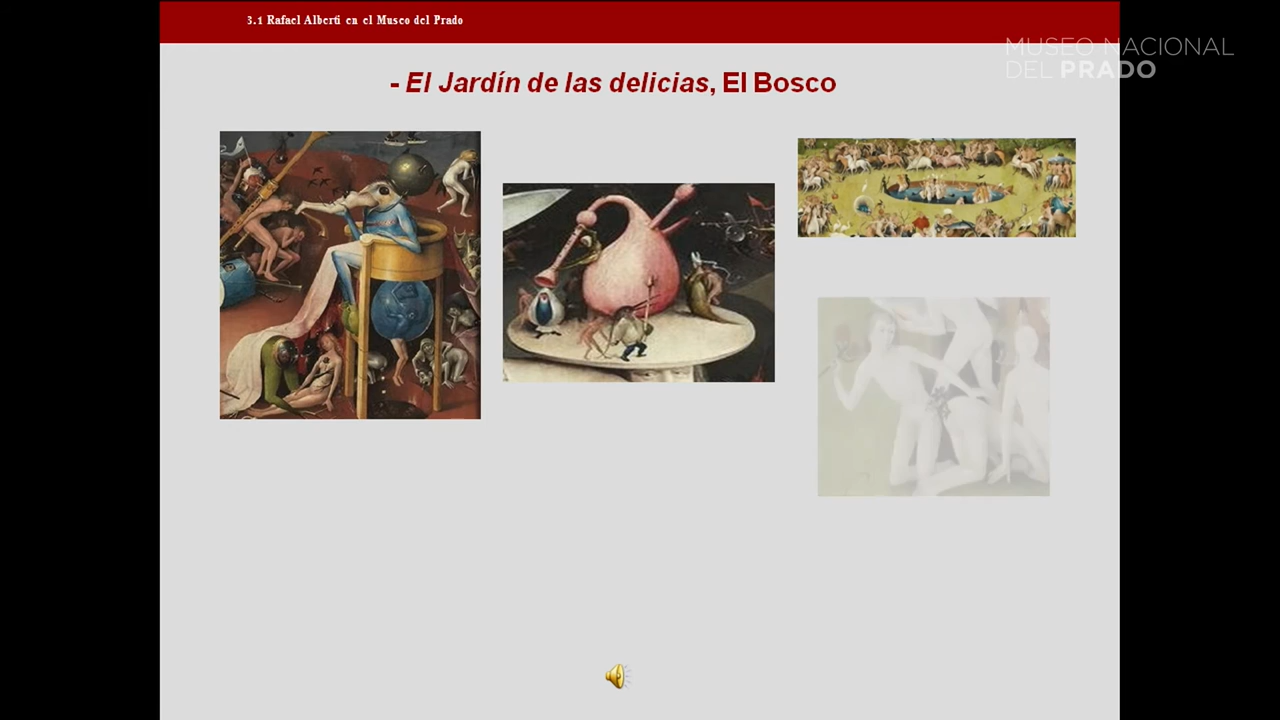 3.1 Rafael Alberti en el Museo del Prado
MUSEO NACIONAL
DEL PRADO
- El Jardín de las delicias, El Bosco